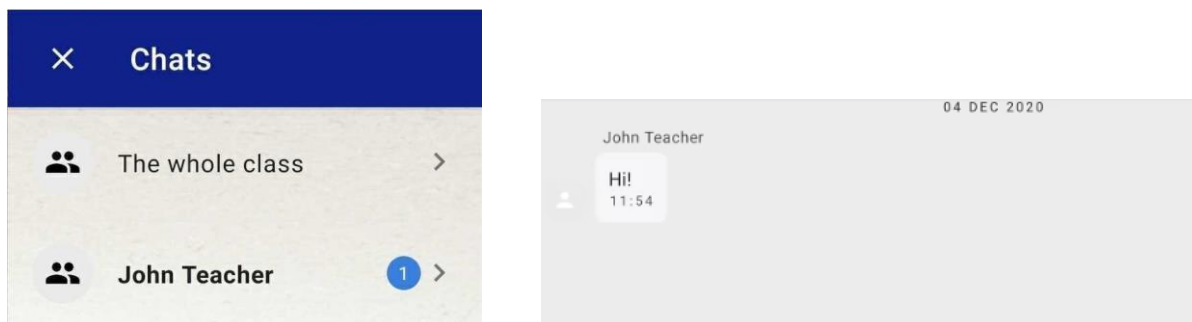 Chats
The whole class
John Teacher
1
04 DEC 2020
John Teacher
Hi!
11:54